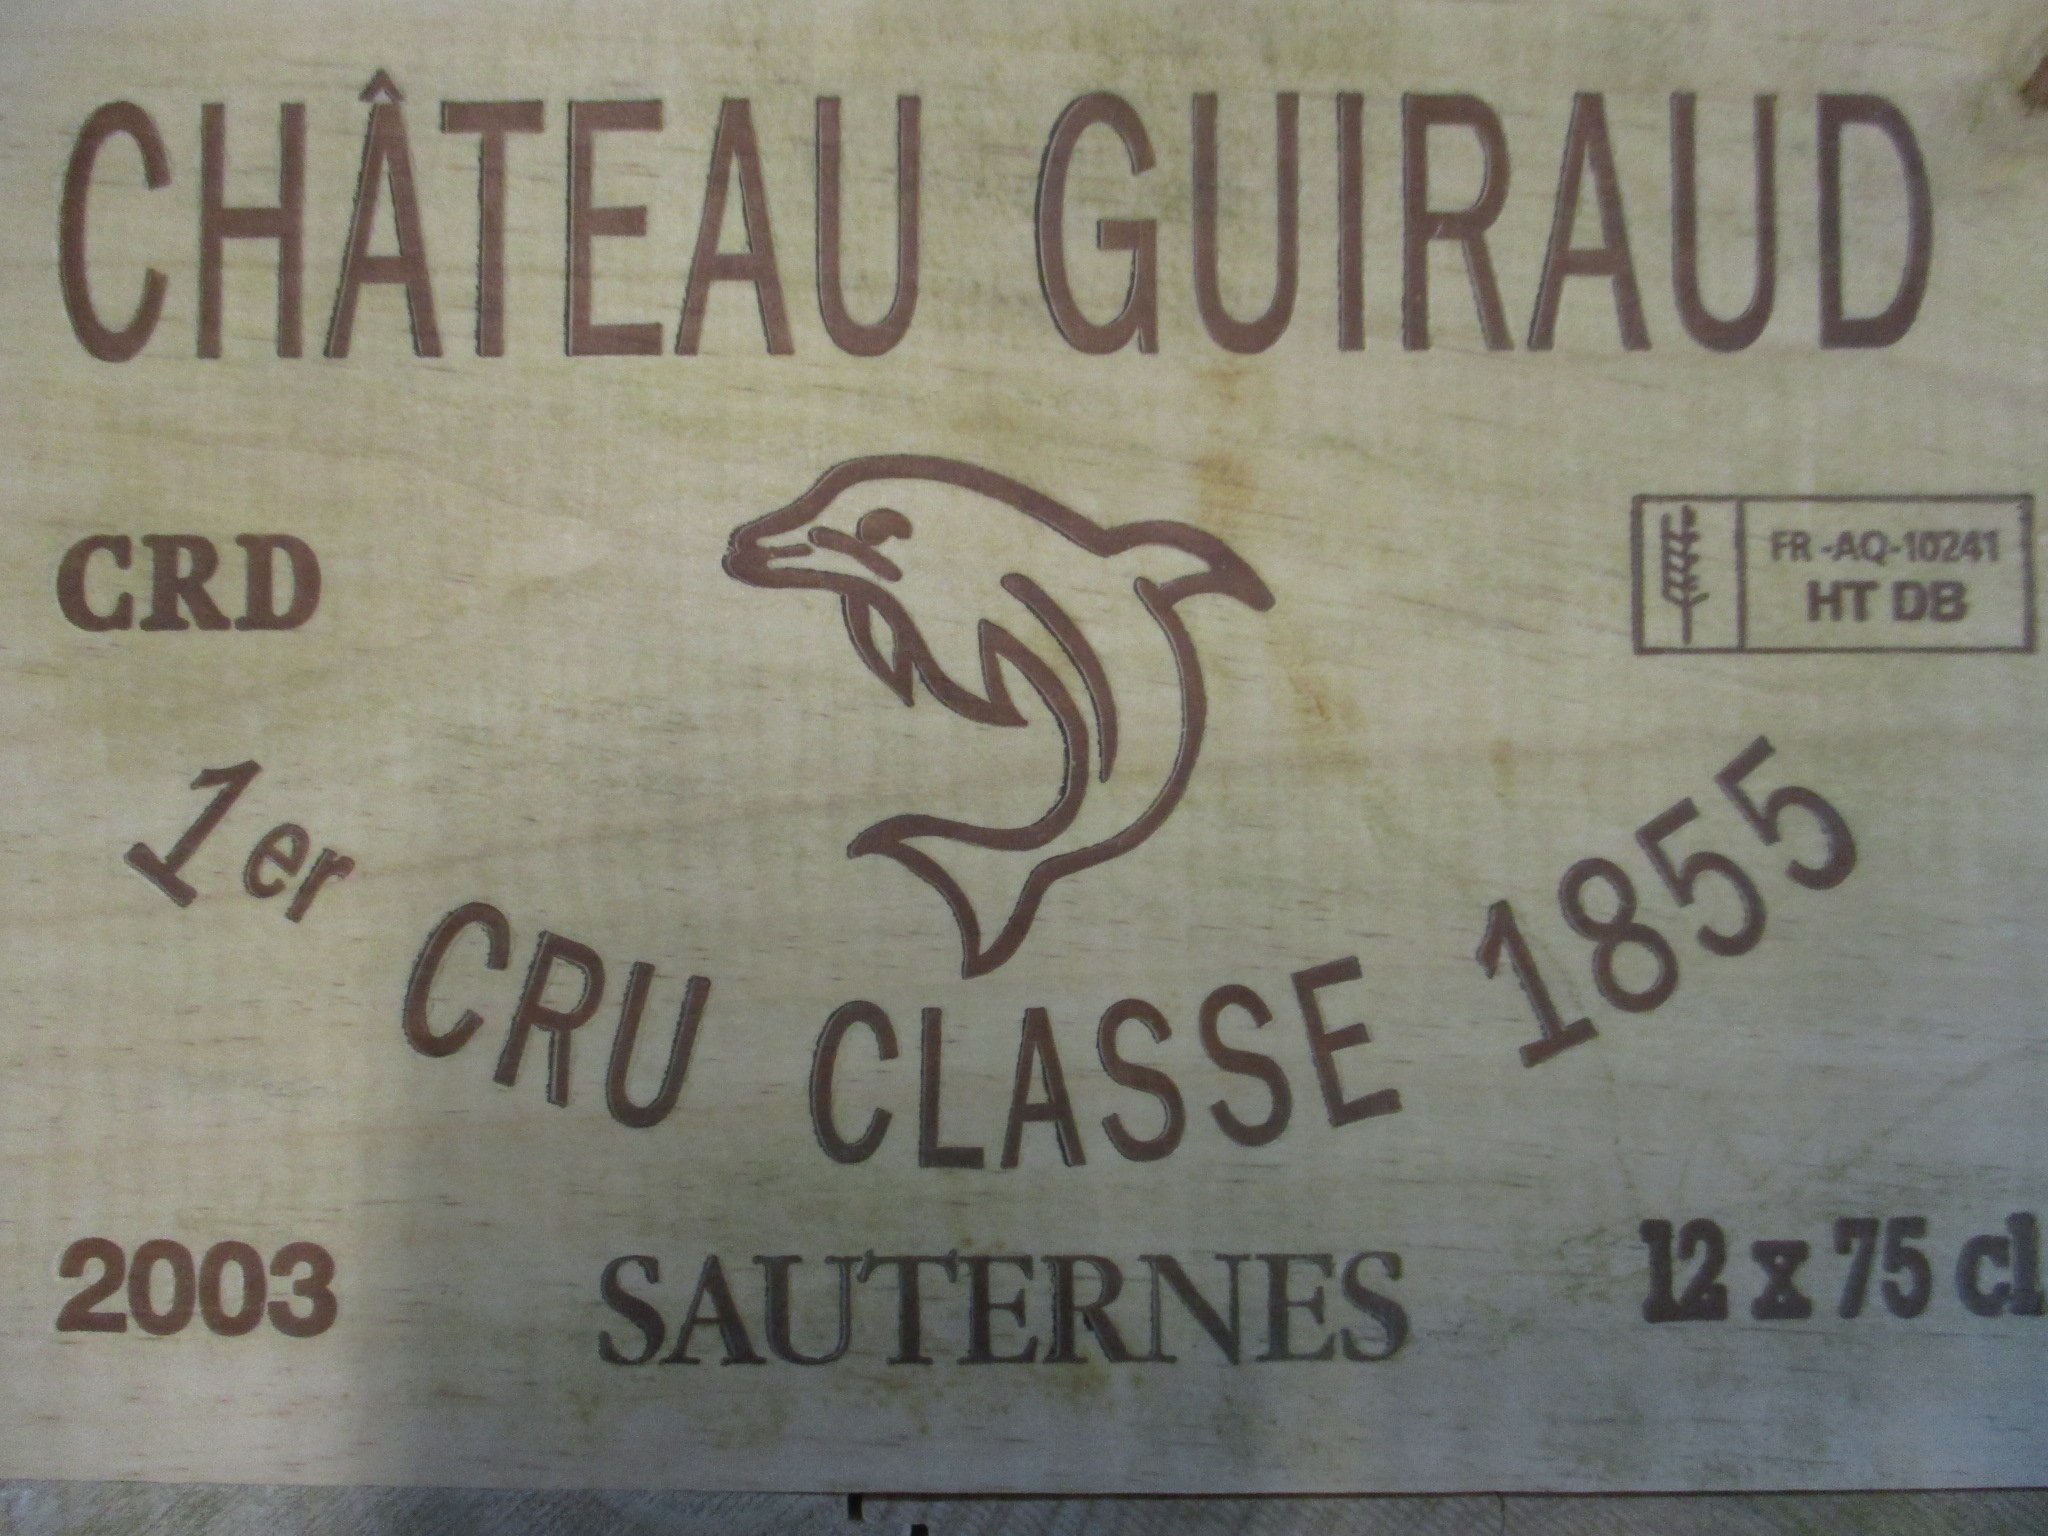 CHÂTEAU GUIRAUD
CRD
FR -AQ-10241
HT DB
1er CRU CLASSE 1855
2003
SAUTERNES
12 x 75 cl